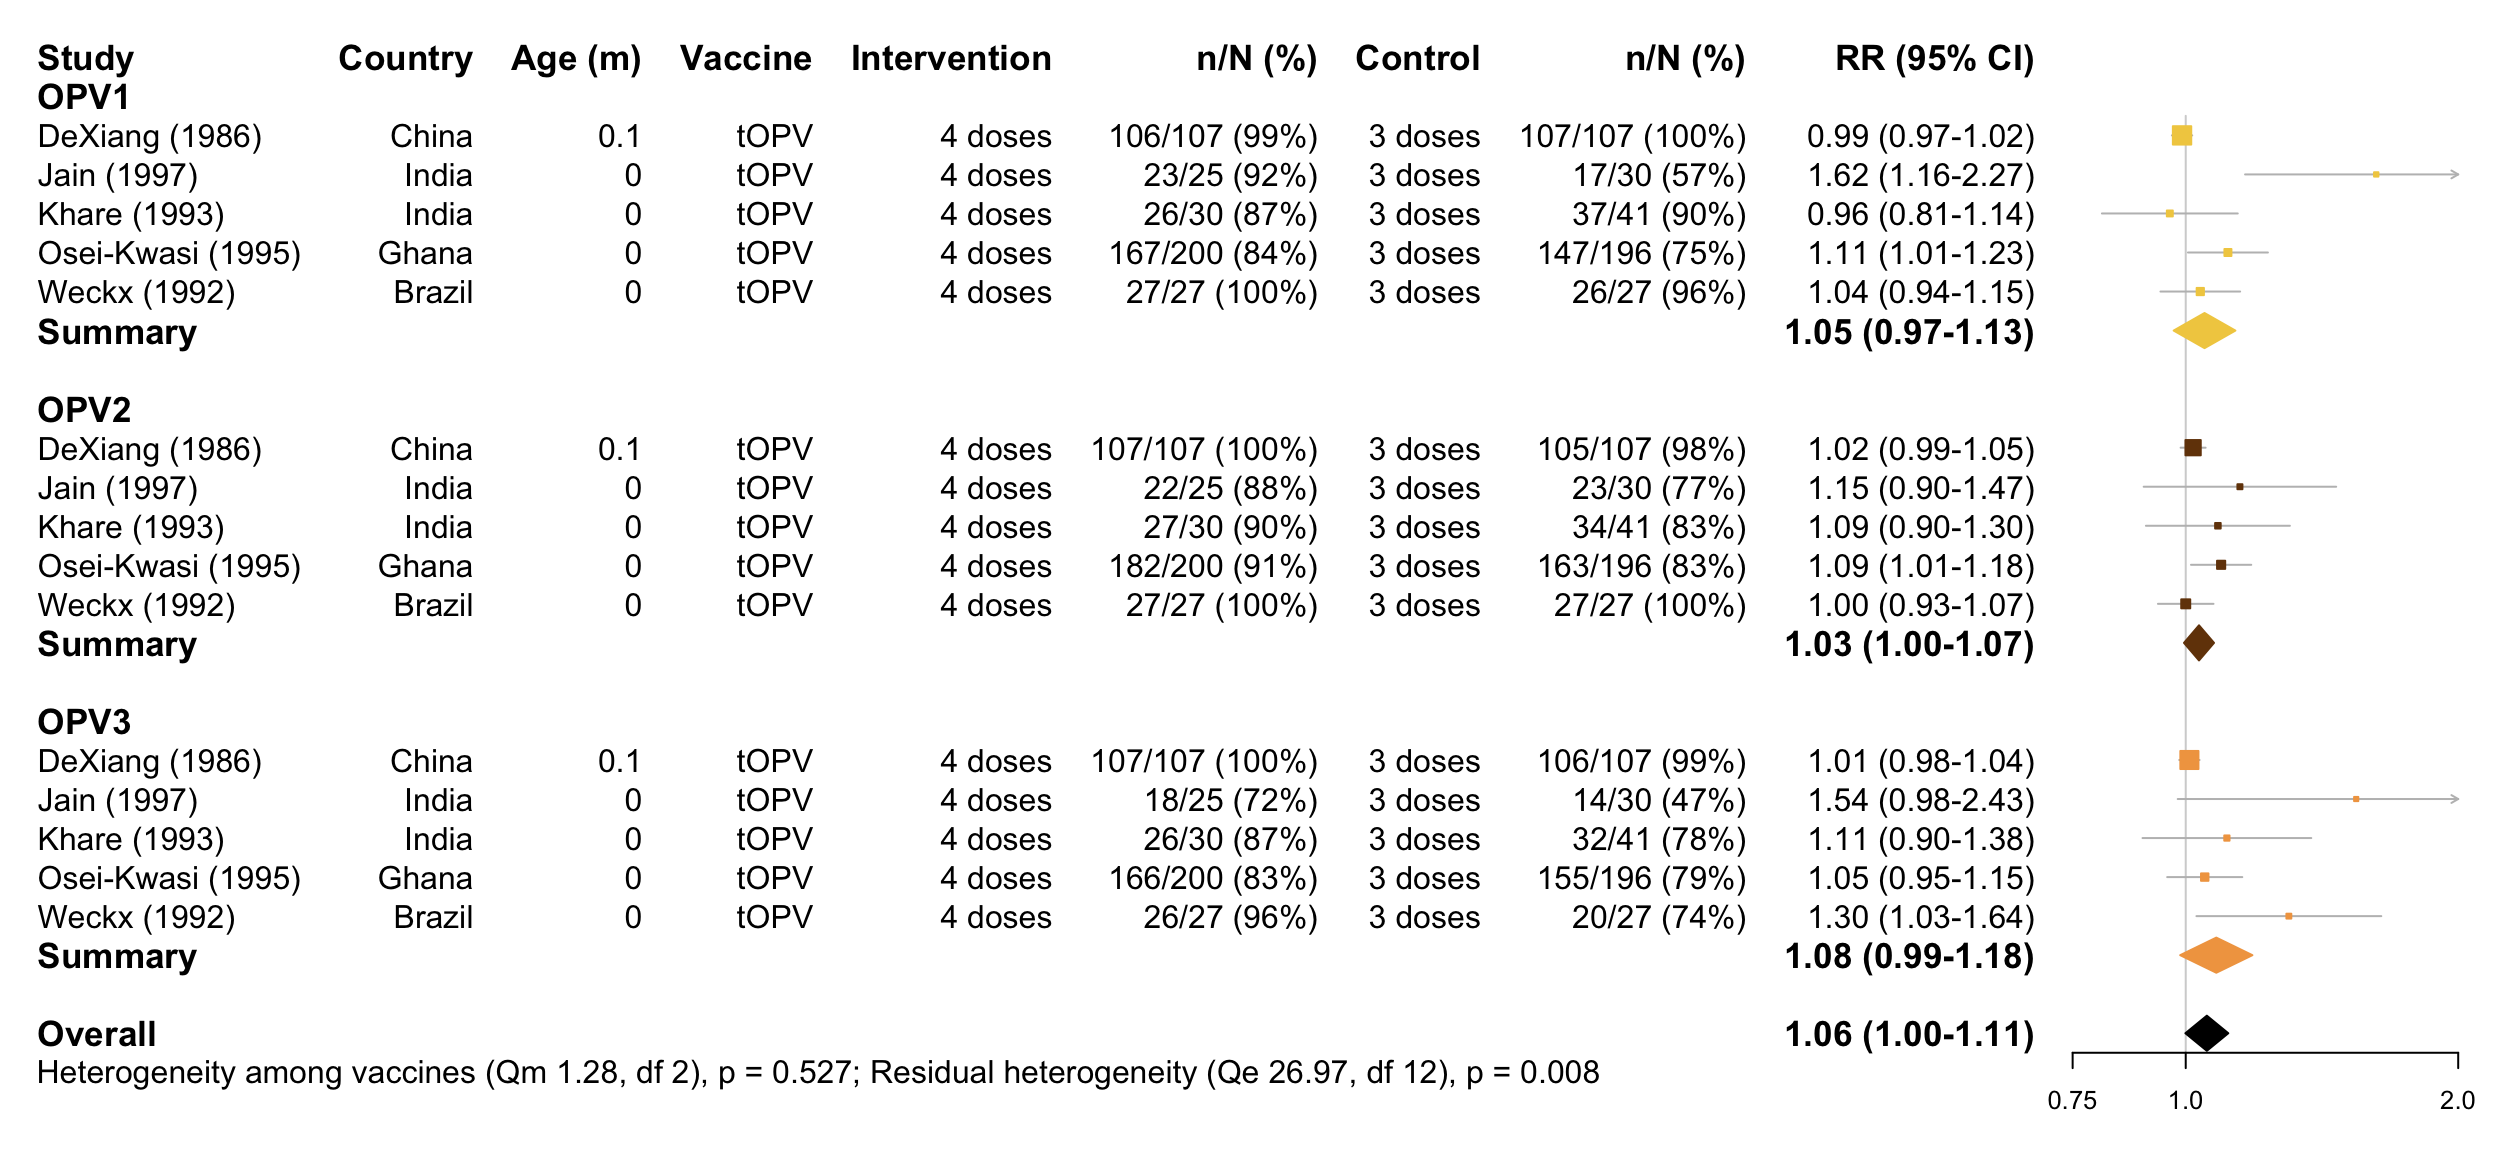 Study Country Age (m) Vaccine Intervention n/N (%) Control n/N (%) RR (95% CI)
OPV1
DeXiang (1986) China 0.1 tOPV 4 doses 106/107 (99%) 3 doses 107/107 (100%) 0.99 (0.97-1.02)
Jain (1997) India 0 tOPV 4 doses 23/25 (92%) 3 doses 17/30 (57%) 1.62 (1.16-2.27)
Khare (1993) India 0 tOPV 4 doses 26/30 (87%) 3 doses 37/41 (90%) 0.96 (0.81-1.14)
Osei-Kwasi (1995) Ghana 0 tOPV 4 doses 167/200 (84%) 3 doses 147/196 (75%) 1.11 (1.01-1.23)
Weckx (1992) Brazil 0 tOPV 4 doses 27/27 (100%) 3 doses 26/27 (96%) 1.04 (0.94-1.15)
Summary 1.05 (0.97-1.13)
OPV2
DeXiang (1986) China 0.1 tOPV 4 doses 107/107 (100%) 3 doses 105/107 (98%) 1.02 (0.99-1.05)
Jain (1997) India 0 tOPV 4 doses 22/25 (88%) 3 doses 23/30 (77%) 1.15 (0.90-1.47)
Khare (1993) India 0 tOPV 4 doses 27/30 (90%) 3 doses 34/41 (83%) 1.09 (0.90-1.30)
Osei-Kwasi (1995) Ghana 0 tOPV 4 doses 182/200 (91%) 3 doses 163/196 (83%) 1.09 (1.01-1.18)
Weckx (1992) Brazil 0 tOPV 4 doses 27/27 (100%) 3 doses 27/27 (100%) 1.00 (0.93-1.07)
Summary 1.03 (1.00-1.07)
OPV3
DeXiang (1986) China 0.1 tOPV 4 doses 107/107 (100%) 3 doses 106/107 (99%) 1.01 (0.98-1.04)
Jain (1997) India 0 tOPV 4 doses 18/25 (72%) 3 doses 14/30 (47%) 1.54 (0.98-2.43)
Khare (1993) India 0 tOPV 4 doses 26/30 (87%) 3 doses 32/41 (78%) 1.11 (0.90-1.38)
Osei-Kwasi (1995) Ghana 0 tOPV 4 doses 166/200 (83%) 3 doses 155/196 (79%) 1.05 (0.95-1.15)
Weckx (1992) Brazil 0 tOPV 4 doses 26/27 (96%) 3 doses 20/27 (74%) 1.30 (1.03-1.64)
Summary 1.08 (0.99-1.18)
Overall 1.06 (1.00-1.11)
Heterogeneity among vaccines (Qm 1.28, df 2), p = 0.527; Residual heterogeneity (Qe 26.97, df 12), p = 0.008
0.75 1.0 2.0